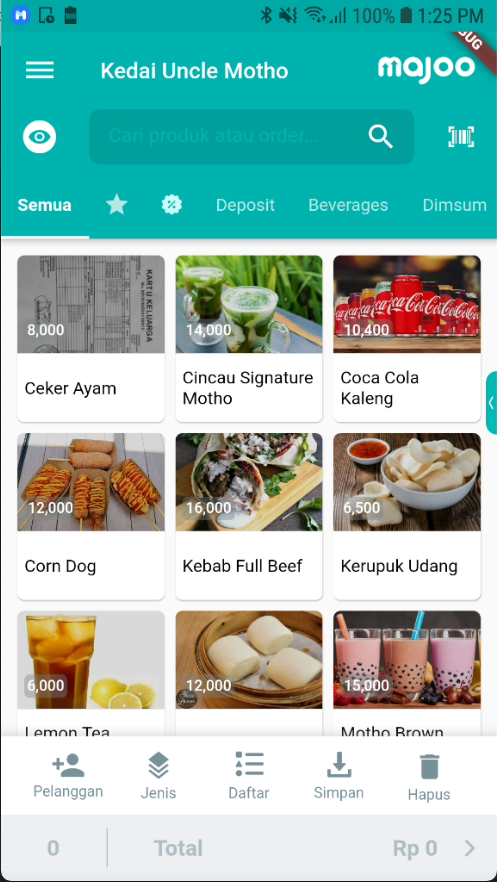 100% 1:25 PM
Kedai Uncle Motho
majoo
Cari produk atau order...
Semua
Deposit
Beverages
Dimsum
KARTU KELUARGA
8,000
14,000
10,400
Coca-Cola
Ceker Ayam
Cincau Signature
Motho
Coca Cola
Kaleng
12,000
16,000
6,500
Corn Dog
Kebab Full Beef
Kerupuk Udang
6,000
12,000
15,000
Lemon Tea
Motho Brown
Pelanggan
Jenis
Daftar
Simpan
Hapus
0
Total
Rp 0